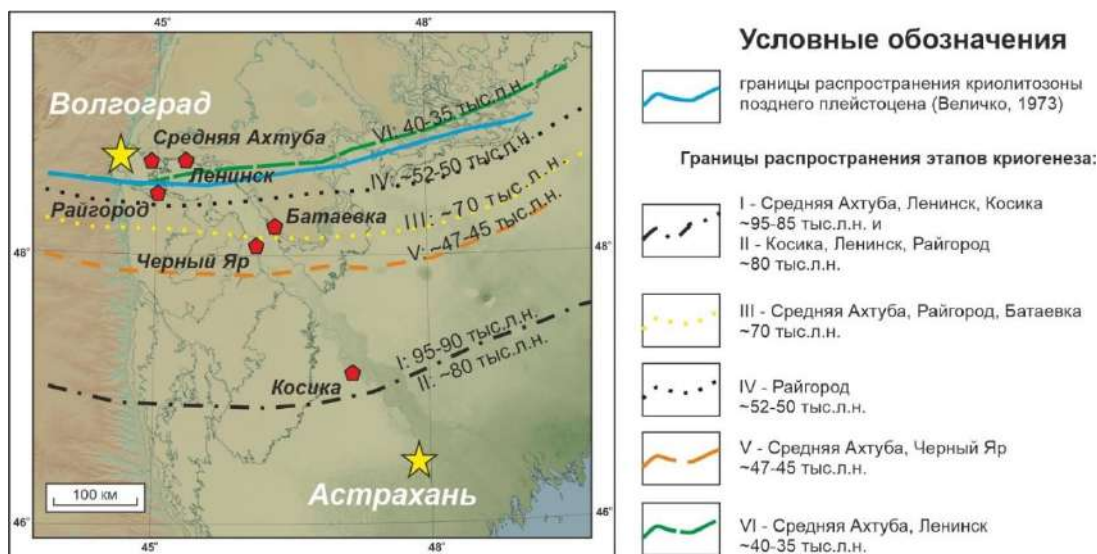 45°
48°
Волгоград
Средняя Ахтуба
VI: 40-35 тыс.л.н.
Ленинск
IV: ~52-50 тыс.л.н.
Райгород
Батаевка
III: ~70 тыс.л.н.
V: ~47-45 тыс.л.н.
48°
48°
Черный Яр
I: 95-90 тыс.л.н.
II: ~80 тыс.л.н.
Косика
100 км
Астрахань
46°
46°
45°
48°
Условные обозначения
границы распространения криолитозоны
позднего плейстоцена (Величко, 1973)
Границы распространения этапов криогенеза:
I - Средняя Ахтуба, Ленинск, Косика
~95-85 тыс.л.н. и
II - Косика, Ленинск, Райгород
~80 тыс.л.н.
III - Средняя Ахтуба, Райгород, Батаевка
~70 тыс.л.н.
IV - Райгород
~52-50 тыс.л.н.
V - Средняя Ахтуба, Черный Яр
~47-45 тыс.л.н.
VI - Средняя Ахтуба, Ленинск
~40-35 тыс.л.н.